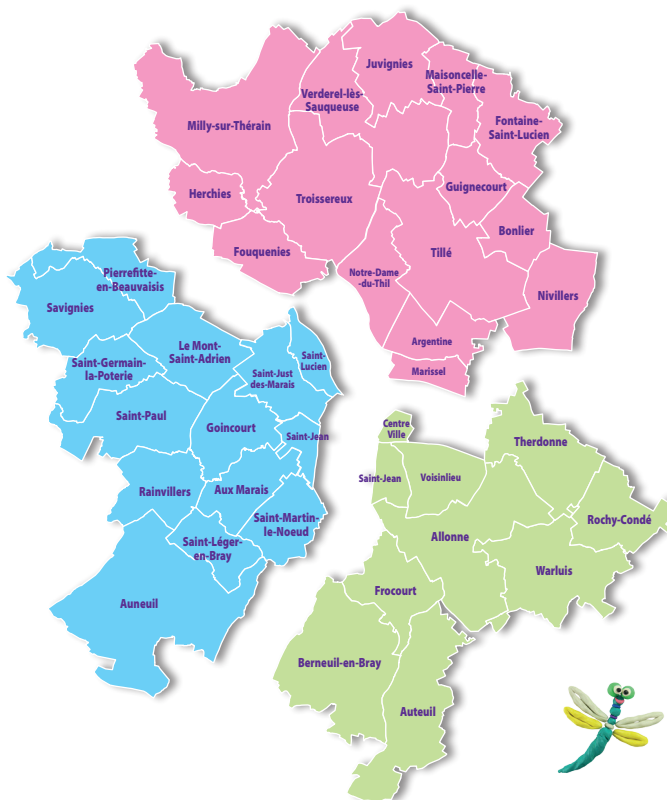 Juvignies
Maisoncelle-
Saint-Pierre
Verderel-lès-
Sauqueuse
Milly-sur-Thérain
Fontaine-
Saint-Lucien
Herchies
Troissereux
Guignecourt
Fouquenies
Tillé
Bonlier
Notre-Dame
-du-Thil
Nivillers
Argentine
Marissel
Pierrefitte-
en-Beauvaisis
Savignies
Le Mont-
Saint-Adrien
Saint-
Lucien
Saint-Germain-
la-Poterie
Saint-Just
des-Marais
Saint-Paul
Goincourt
Saint-Jean
Rainvillers
Aux Marais
Saint-Martin-
le-Noeud
Saint-Léger-
en-Bray
Auneuil
Centre
Ville
Therdonne
Saint-Jean
Voisinlieu
Rochy-Condé
Allonne
Warluis
Frocourt
Berneuil-en-Bray
Auteuil